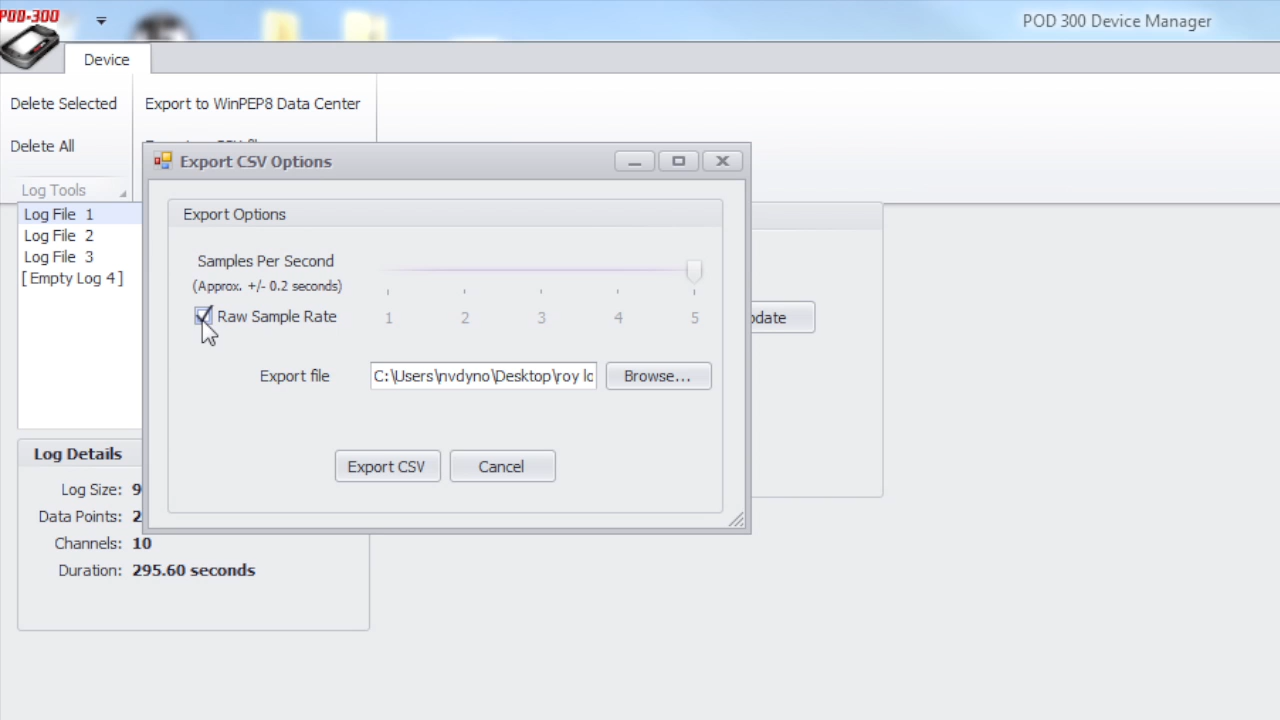 POD-300
POD 300 Device Manager
Device
Delete Selected
Export to WinPEP8 Data Center
Delete All
Log Tools
Log File 1
Log File 2
Log File 3
[ Empty Log 4 ]
Export CSV Options
Export Options
Samples Per Second
(Approx. +/- 0.2 seconds)
Raw Sample Rate
1 2 3 4 5
Export file
C:\Users\nvdyno\Desktop\roy lo
Browse...
Export CSV
Cancel
Log Details
Log Size: 9
Data Points: 2
Channels: 10
Duration: 295.60 seconds